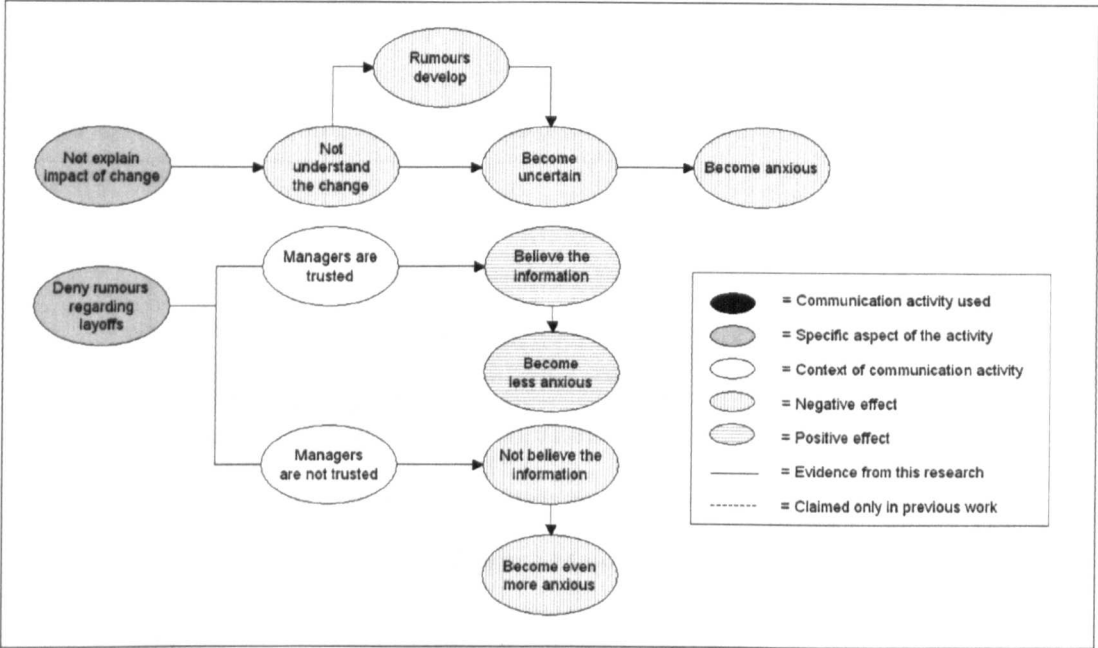 Rumours
develop
Not explain
impact of change
Not
understand
the change
Become
uncertain
Become anxious
Managers are
trusted
Believe the
information
Deny rumours
regarding
layoffs
Become
less anxious
Managers
are not trusted
Not believe the
information
Become even
more anxious
= Communication activity used
= Specific aspect of the activity
= Context of communication activity
= Negative effect
= Positive effect
= Evidence from this research
= Claimed only in previous work